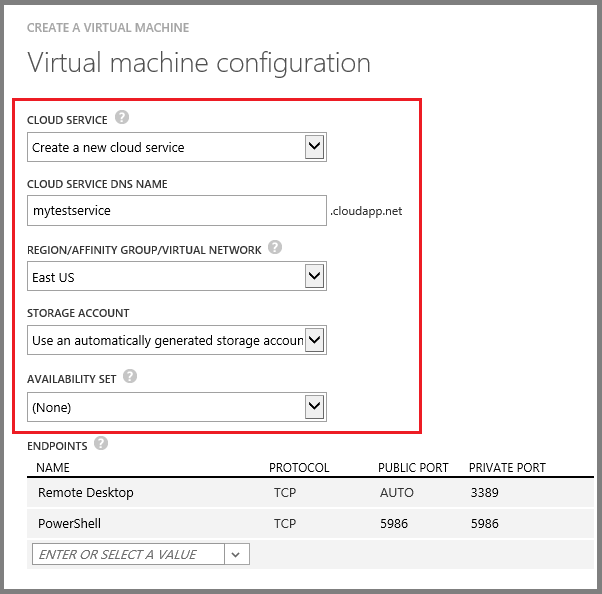 CREATE A VIRTUAL MACHINE
Virtual machine configuration
CLOUD SERVICE ?
Create a new cloud service
CLOUD SERVICE DNS NAME
mytestservice .cloudapp.net
REGION/AFFINITY GROUP/VIRTUAL NETWORK ?
East US
STORAGE ACCOUNT
Use an automatically generated storage accoun
AVAILABILITY SET ?
(None)
ENDPOINTS ?
NAME PROTOCOL PUBLIC PORT PRIVATE PORT
Remote Desktop TCP AUTO 3389
PowerShell TCP 5986 5986
ENTER OR SELECT A VALUE